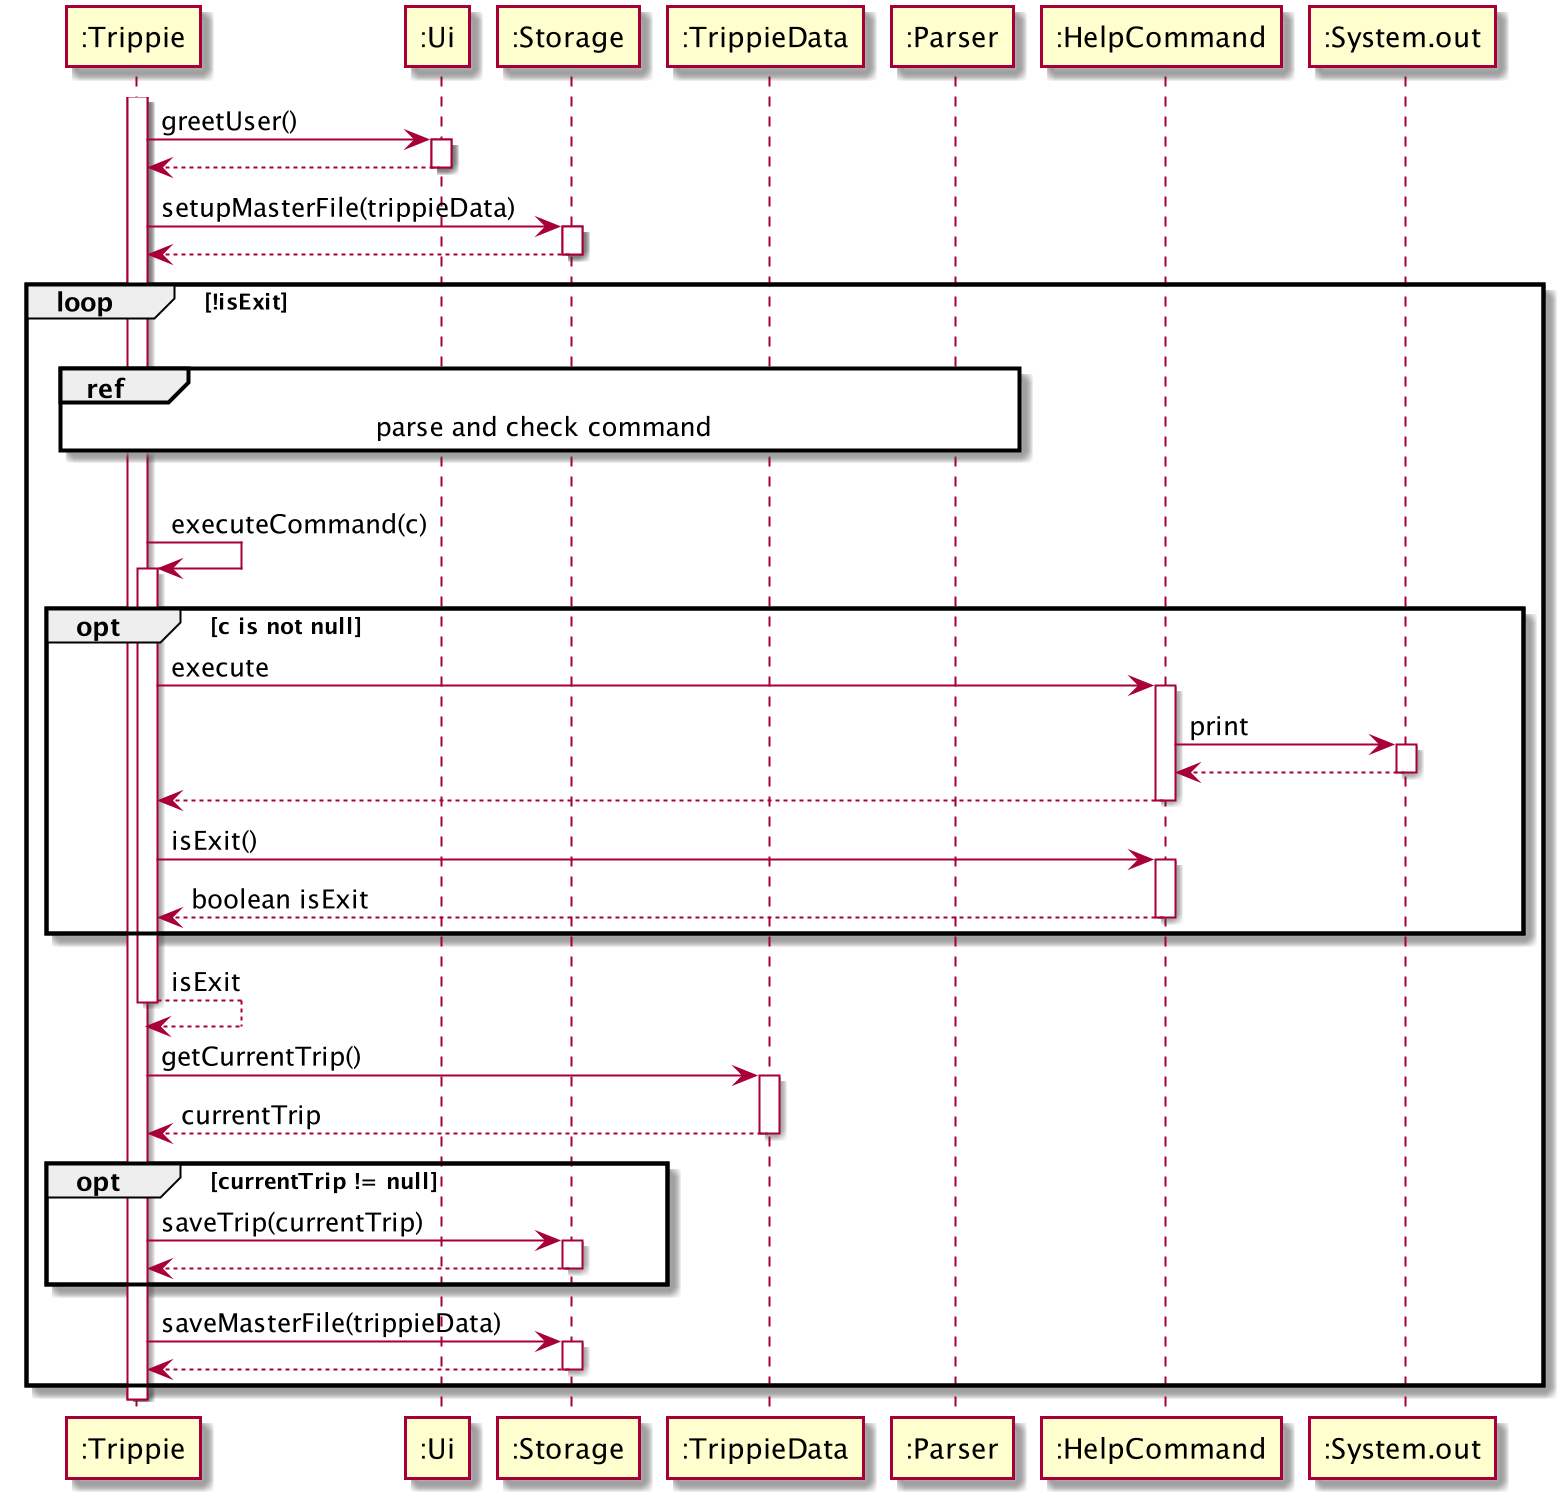 :Trippie :Ui :Storage :TrippieData :Parser :HelpCommand :System.out
greetUser()
setupMasterFile(trippieData)
loop [!isExit]
ref
parse and check command
executeCommand(c)
opt [c is not null]
execute
print
isExit()
boolean isExit
isExit
getCurrentTrip()
currentTrip
opt [currentTrip != null]
saveTrip(currentTrip)
saveMasterFile(trippieData)
:Trippie :Ui :Storage :TrippieData :Parser :HelpCommand :System.out